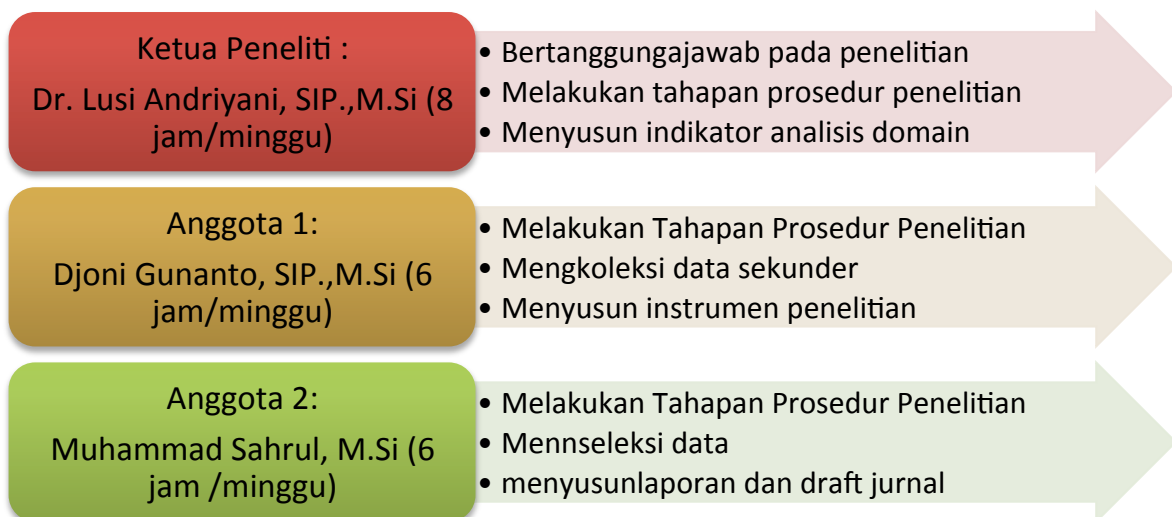 Ketua Peneliti :
Dr. Lusi Andriyani, SIP.,M.Si (8
jam/minggu)
• Bertanggungajawab pada penelitian
• Melakukan tahapan prosedur penelitian
• Menyusun indikator analisis domain
Anggota 1:
Djoni Gunanto, SIP.,M.Si (6
jam/minggu)
• Melakukan Tahapan Prosedur Penelitian
• Mengkoleksi data sekunder
• Menyusun instrumen penelitian
Anggota 2:
Muhammad Sahrul, M.Si (6
jam /minggu)
• Melakukan Tahapan Prosedur Penelitian
• Mennseleksi data
• menyusunlaporan dan draft jurnal